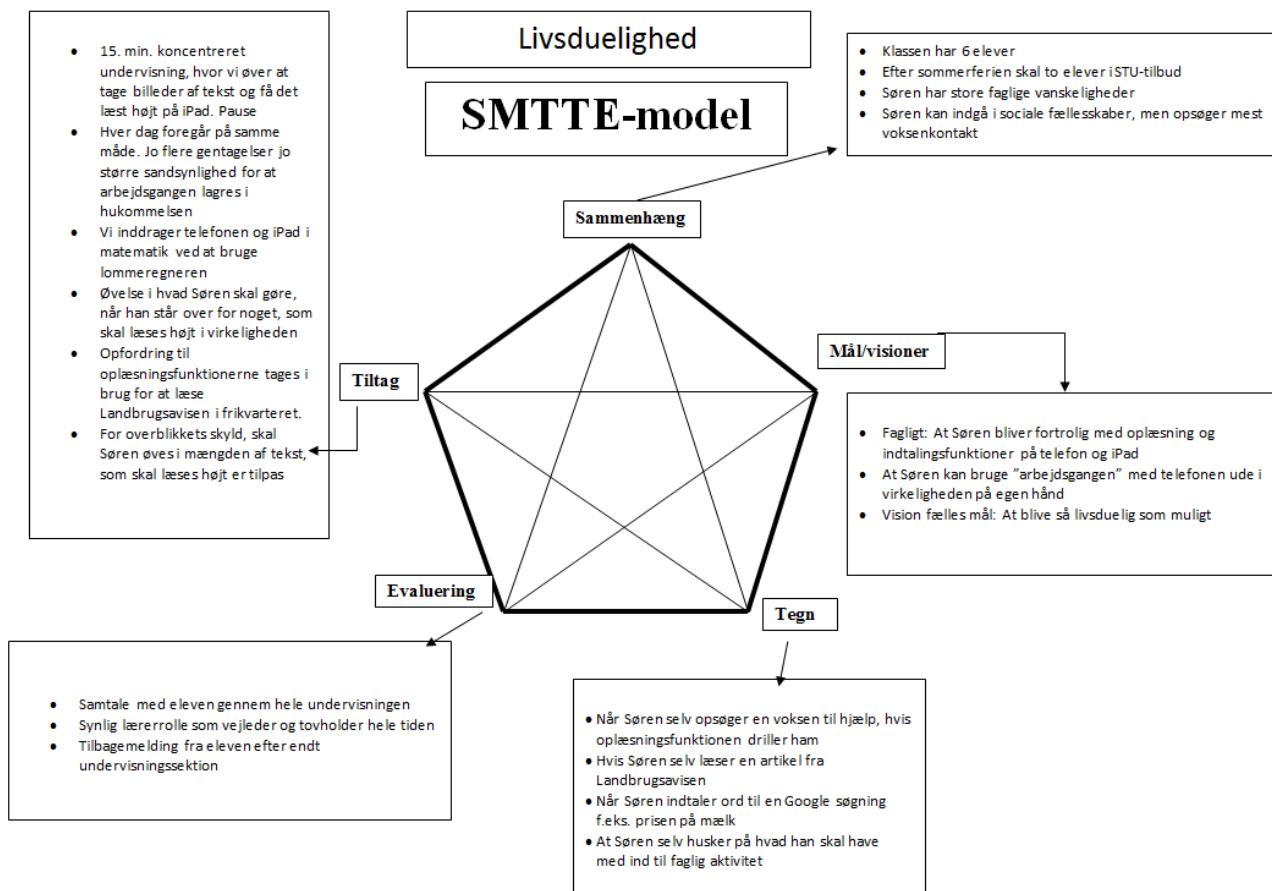 Livsduelighed
SMTTE-model
• 15. min. koncentreret
undervisning, hvor vi øver at
tage billeder af tekst og få det
læst højt på iPad. Pause
• Hver dag foregår på samme
måde. Jo flere gentagelser jo
større sandsynlighed for at
arbejdsgangen lagres i
hukommelsen
• Vi inddrager telefonen og iPad i
matematik ved at bruge
lommeregneren
• Øvelse i hvad Søren skal gøre,
når han står over for noget, som
skal læses højt i virkeligheden
• Opfordring til
oplæsningsfunktionerne tages i
brug for at læse
Landbrugsavisen i frikvarteret.
• For overblikkets skyld, skal
Søren øves i mængden af tekst,
som skal læses højt er tilpas
• Klassen har 6 elever
• Efter sommerferien skal to elever i STU-tilbud
• Søren har store faglige vanskeligheder
• Søren kan indgå i sociale fællesskaber, men opsøger mest
voksenkontakt
Sammenhæng
Mål/visioner
Tiltag
• Fagligt: At Søren bliver fortrolig med oplæsning og
indtalingsfunktioner på telefon og iPad
• At Søren kan bruge ”arbejdsgangen” med telefonen ude i
virkeligheden på egen hånd
• Vision fælles mål: At blive så livsduelig som muligt
Evaluering
Tegn
• Samtale med eleven gennem hele undervisningen
• Synlig lærerrolle som vejleder og tovholder hele tiden
• Tilbagemelding fra eleven efter endt
undervisningssektion
• Når Søren selv opsøger en voksen til hjælp, hvis
oplæsningsfunktionen driller ham
• Hvis Søren selv læser en artikel fra
Landbrugsavisen
• Når Søren indtaler ord til en Google søgning
f.eks. prisen på mælk
• At Søren selv husker på hvad han skal have
med ind til faglig aktivitet